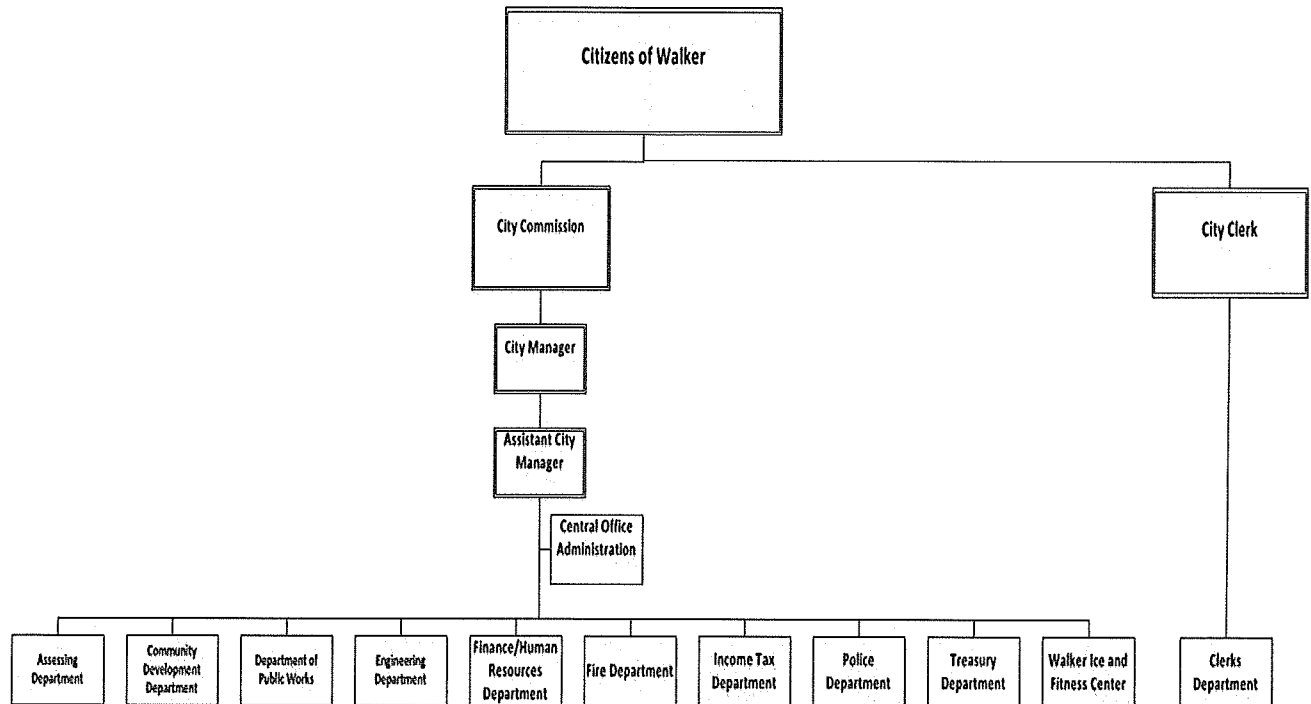 Citizens of Walker
City Commission
City Clerk
City Manager
Assistant City
Manager
Central Office
Administration
Assessing
Department
Community
Development
Department
Department of
Public Works
Engineering
Department
Finance/Human
Resources
Department
Fire Department
Income Tax
Department
Police
Department
Treasury
Department
Walker Ice and
Fitness Center
Clerks
Department